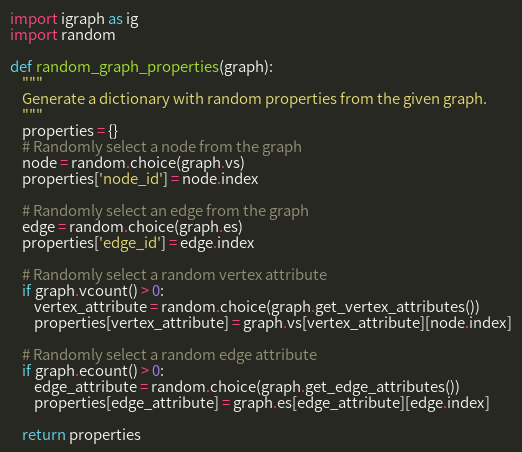 import igraph as ig
import random

def random_graph_properties(graph):
    """
    Generate a dictionary with random properties from the given graph.
    """
    properties = {}
    # Randomly select a node from the graph
    node = random.choice(graph.vs)
    properties['node_id'] = node.index

    # Randomly select an edge from the graph
    edge = random.choice(graph.es)
    properties['edge_id'] = edge.index

    # Randomly select a random vertex attribute
    if graph.vcount() > 0:
        vertex_attribute = random.choice(graph.get_vertex_attributes())
        properties[vertex_attribute] = graph.vs[vertex_attribute][node.index]

    # Randomly select a random edge attribute
    if graph.ecount() > 0:
        edge_attribute = random.choice(graph.get_edge_attributes())
        properties[edge_attribute] = graph.es[edge_attribute][edge.index]

    return properties